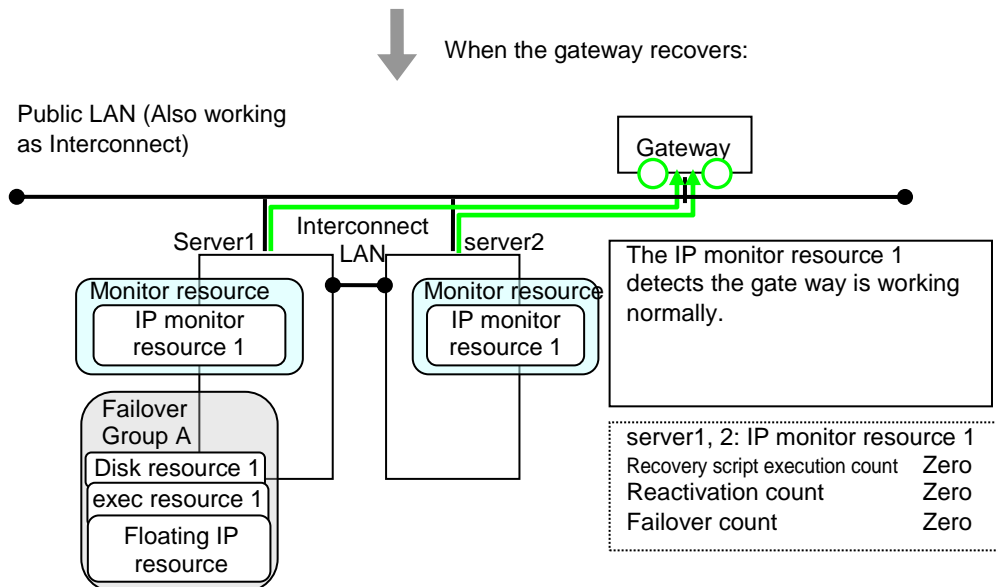 When the gateway recovers:
Public LAN (Also working
as Interconnect)
Gateway
Interconnect
LAN
Server1
server2
Monitor resource
IP monitor
resource 1
Monitor resource
IP monitor
resource 1
The IP monitor resource 1
detects the gate way is working
normally.
Failover
Group A
Disk resource 1
exec resource 1
Floating IP
resource
server1, 2: IP monitor resource 1
Recovery script execution count Zero
Reactivation count Zero
Failover count Zero